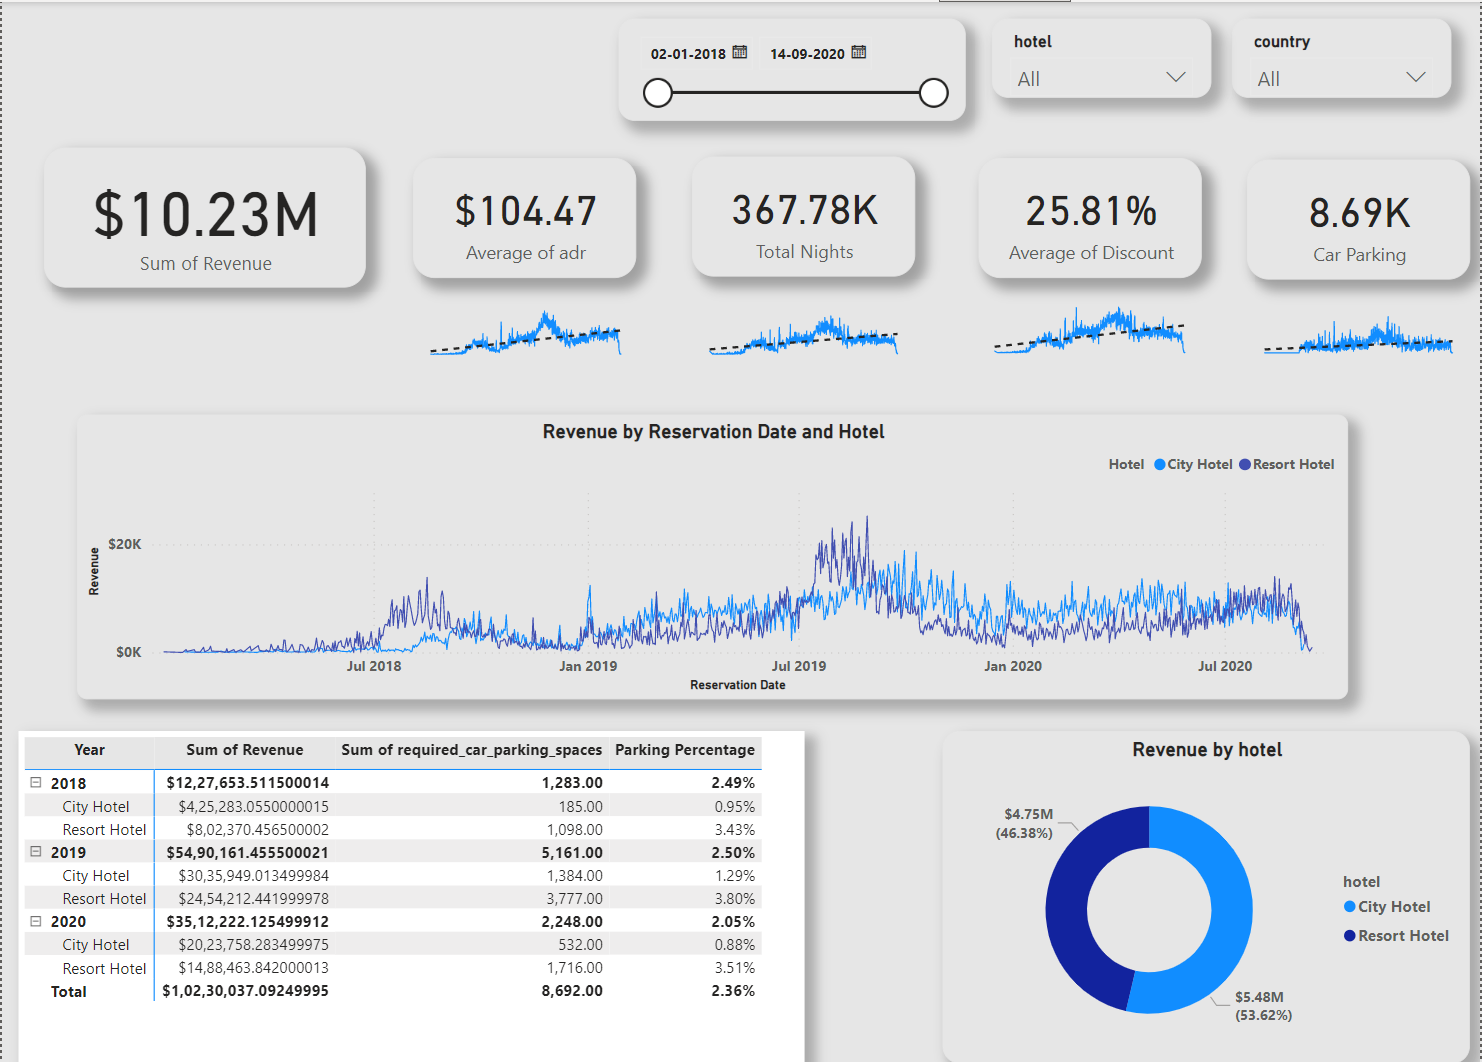 02-01-2018 14-09-2020
hotel
All
country
All
$10.23M
Sum of Revenue
$104.47
Average of adr
367.78K
Total Nights
25.81%
Average of Discount
8.69K
Car Parking
Revenue by Reservation Date and Hotel
Hotel City Hotel Resort Hotel
Revenue
$20K
$0K
Jul 2018 Jan 2019 Jul 2019 Jan 2020 Jul 2020
Reservation Date
Year Sum of Revenue Sum of required_car_parking_spaces Parking Percentage
2018 $12,27,653.511500014 1,283.00 2.49%
City Hotel $4,25,283.0550000015 185.00 0.95%
Resort Hotel $8,02,370.456500002 1,098.00 3.43%
2019 $54,90,161.455500021 5,161.00 2.50%
City Hotel $30,35,949.013499984 1,384.00 1.29%
Resort Hotel $24,54,212.441999978 3,777.00 3.80%
2020 $35,12,222.125499912 2,248.00 2.05%
City Hotel $20,23,758.283499975 532.00 0.88%
Resort Hotel $14,88,463.842000013 1,716.00 3.51%
Total $1,02,30,037.09249995 8,692.00 2.36%
Revenue by hotel
$4.75M
(46.38%)
$5.48M
(53.62%)
hotel
City Hotel
Resort Hotel